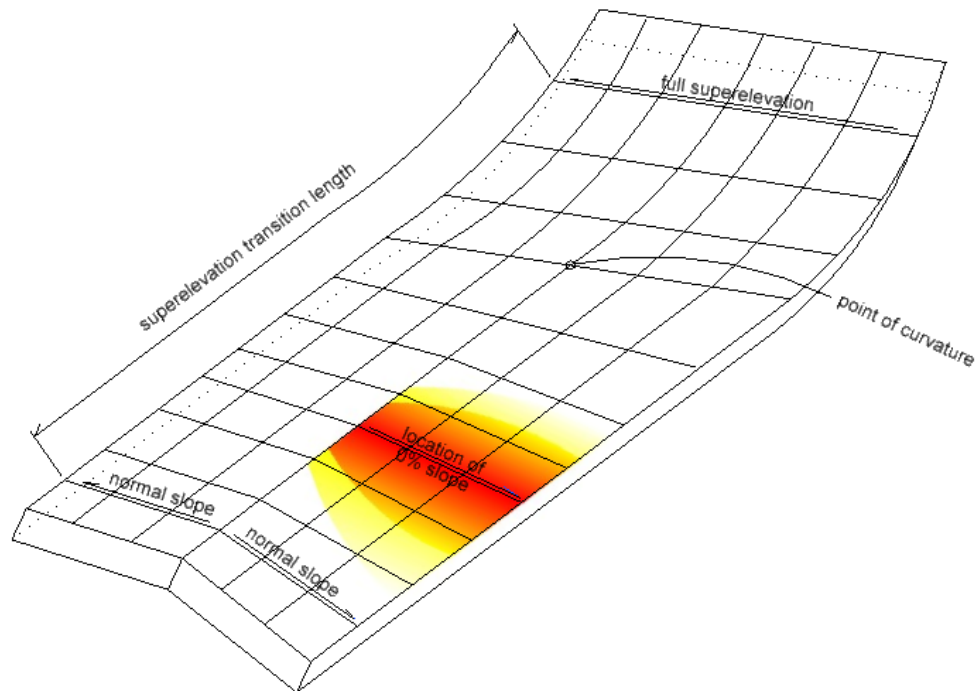 full superelevation
superelevation transition length
point of curvature
location of
0% slope
normal slope
normal slope